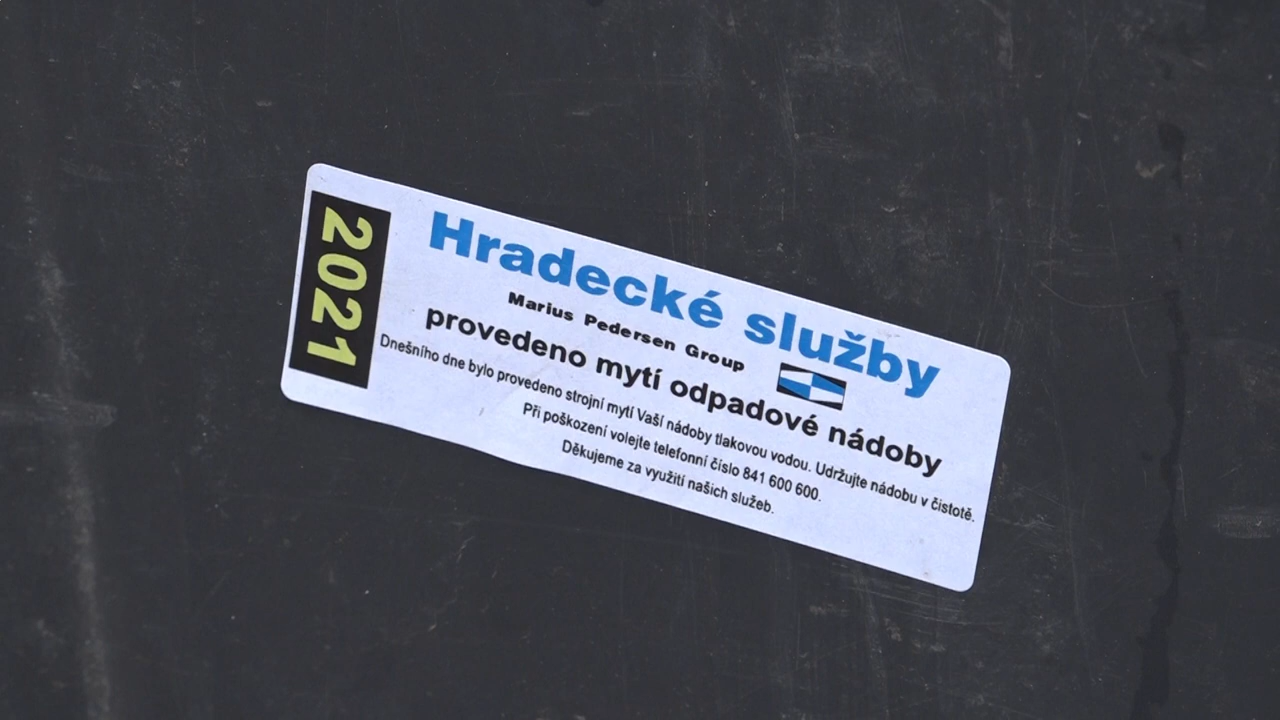 2021
Hradecké služby
Marius Pedersen Group
provedeno mytí odpadové nádoby
Dnešního dne bylo provedeno strojní mytí Vaší nádoby tlakovou vodou. Udržujte nádobu v čistotě.
Při poškození volejte telefonní číslo 841 600 600.
Děkujeme za využití našich služeb.